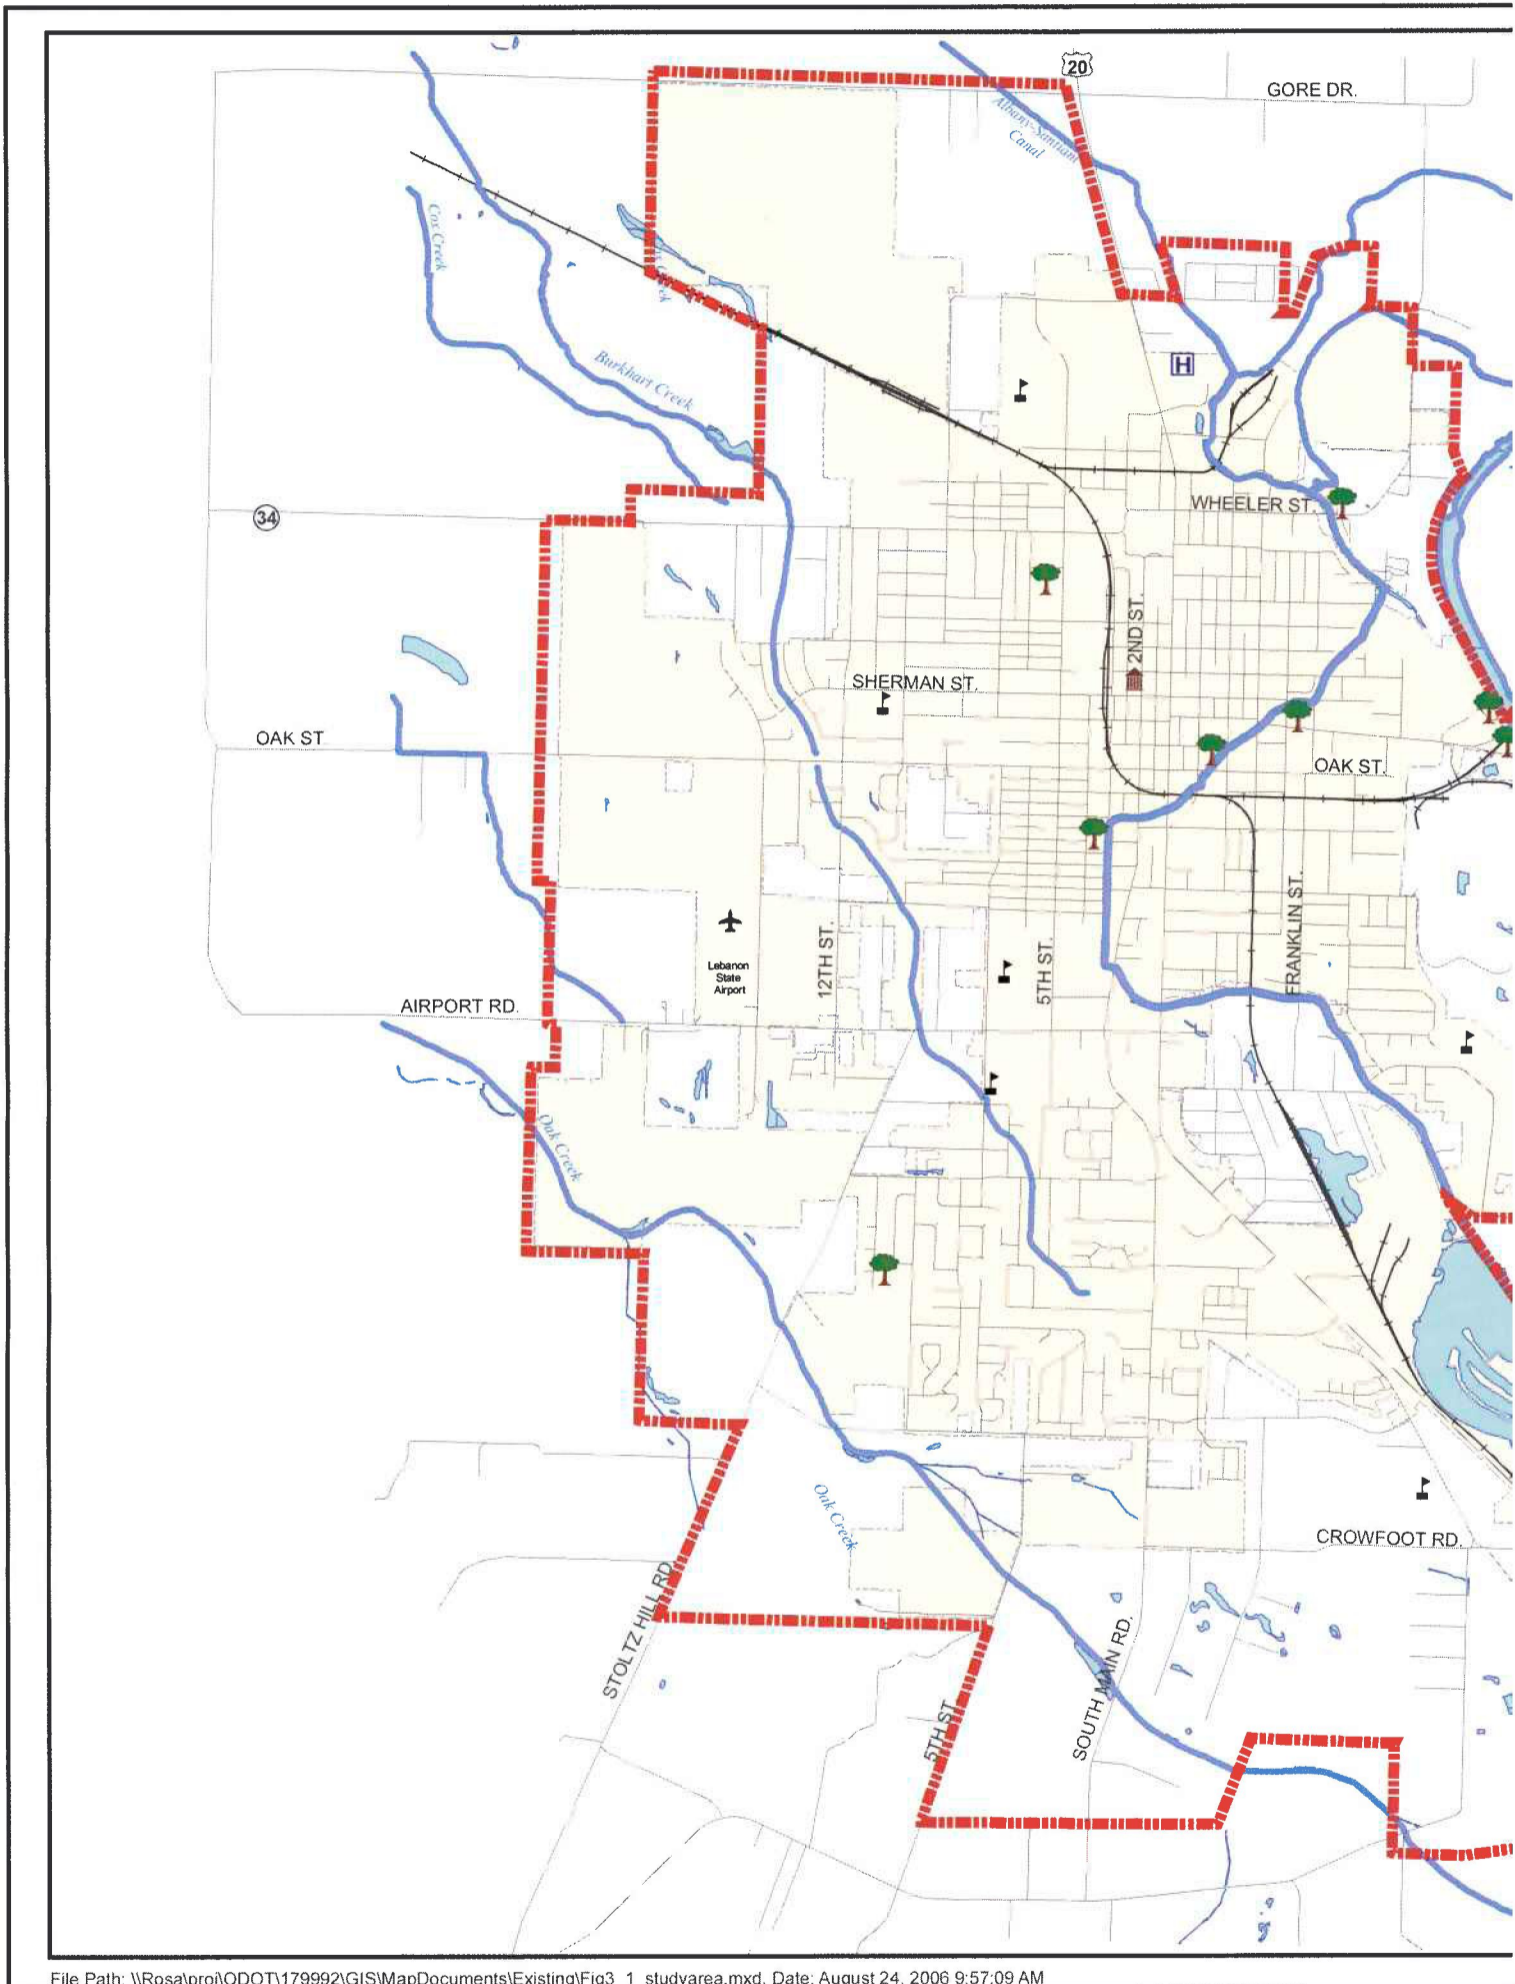 20
GORE DR.
Albany-Santiam
Canal
Cox Creek
Burkhart Creek
H
34
WHEELER ST.
2ND ST.
SHERMAN ST.
OAK ST
OAK ST.
Lebanon
State
Airport
12TH ST.
5TH ST.
FRANKLIN ST.
AIRPORT RD.
Oak Creek
Oak Creek
CROWFOOT RD.
STOLTZ HILL RD.
5TH ST.
SOUTH MAIN RD.
File Path: \\Rosa\proj\ODOT\179992\GIS\MapDocuments\Existing\Fig3_1_studyarea.mxd, Date: August 24, 2006 9:57:09 AM